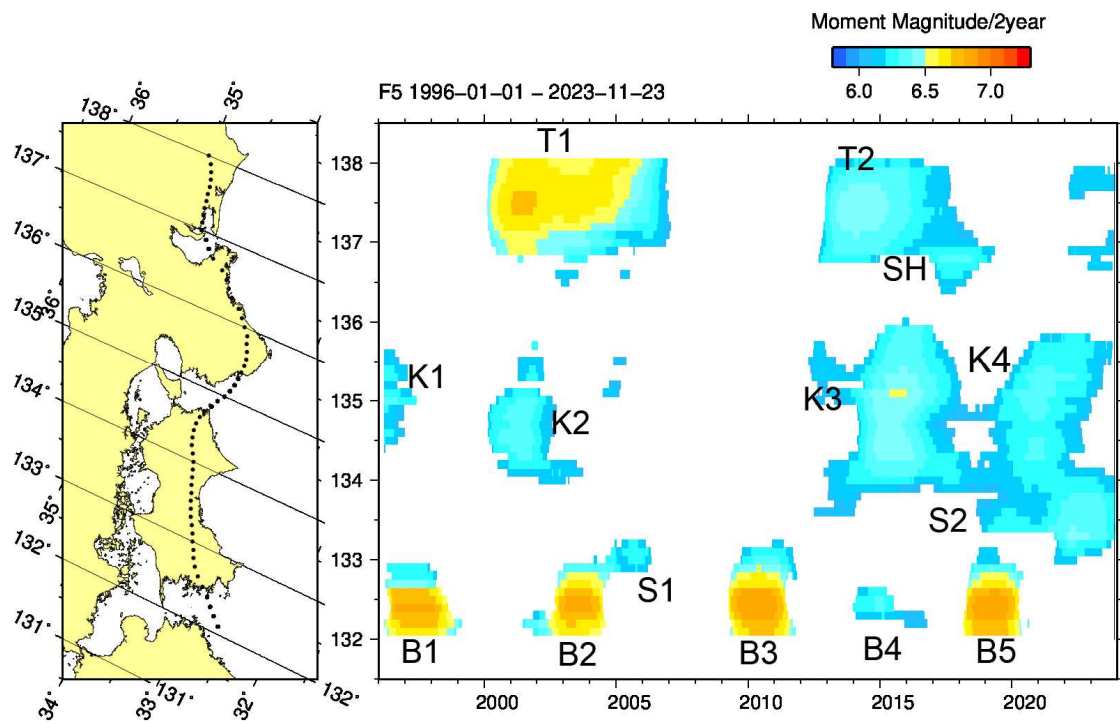 Moment Magnitude/2year
6.0 6.5 7.0
F5 1996-01-01 - 2023-11-23
36° 35°
138°
137°
136°
36°
135°
134°
133°
35°
132°
131°
34° 33° 131° 32° 132°
138
137
136
135
134
133
132
T1
T2
SH
K1
K2
K3
K4
S2
S1
B1 B2 B3 B4 B5
2000 2005 2010 2015 2020